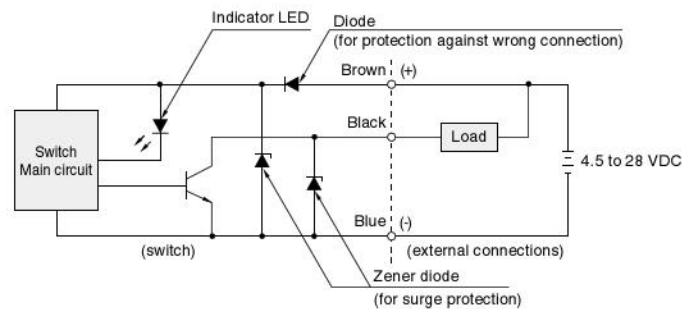 Indicator LED
Diode
(for protection against wrong connection)
Brown (+)
Black
Load
Switch
Main circuit
4.5 to 28 VDC
Blue (-)
(switch)
(external connections)
Zener diode
(for surge protection)